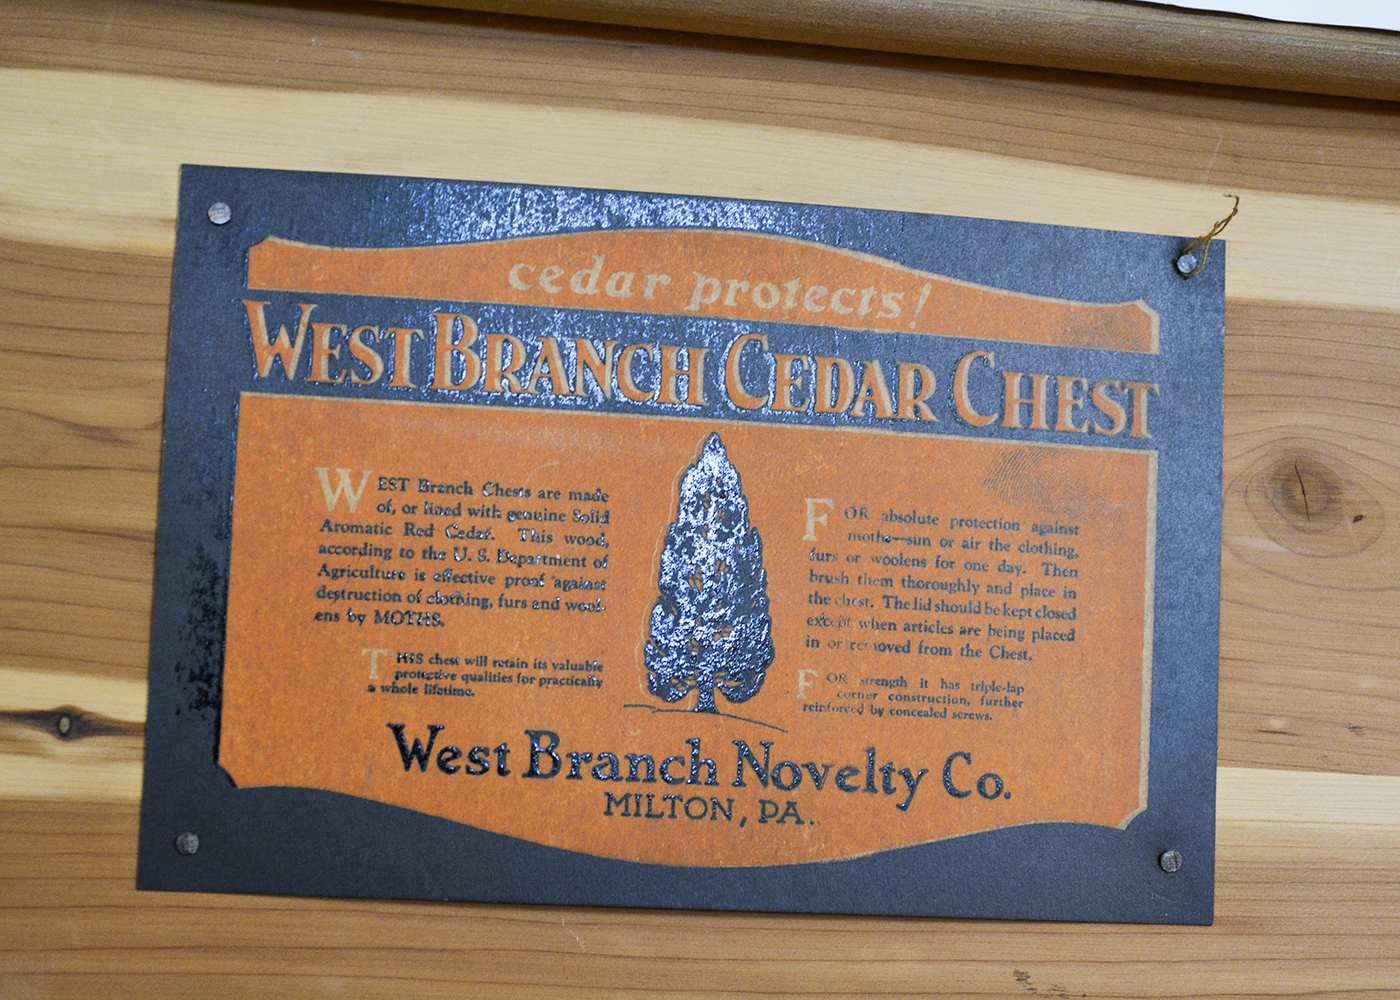 cedar protects!
WEST BRANCH CEDAR CHEST
WEST Branch Chests are made
of, or lined with genuine Solid
Aromatic Red Cedar. This wood,
according to the U. S. Department of
Agriculture is effective proof against
destruction of clothing, furs and wool-
ens by MOTHS.
THIS chest will retain its valuable
protective qualities for practically
a whole lifetime.
FOR absolute protection against
moths—sun or air the clothing,
furs or woolens for one day. Then
brush them thoroughly and place in
the chest. The lid should be kept closed
except when articles are being placed
in or removed from the Chest.
FOR strength it has triple-lap
corner construction, further
reinforced by concealed screws.
West Branch Novelty Co.
MILTON, PA.